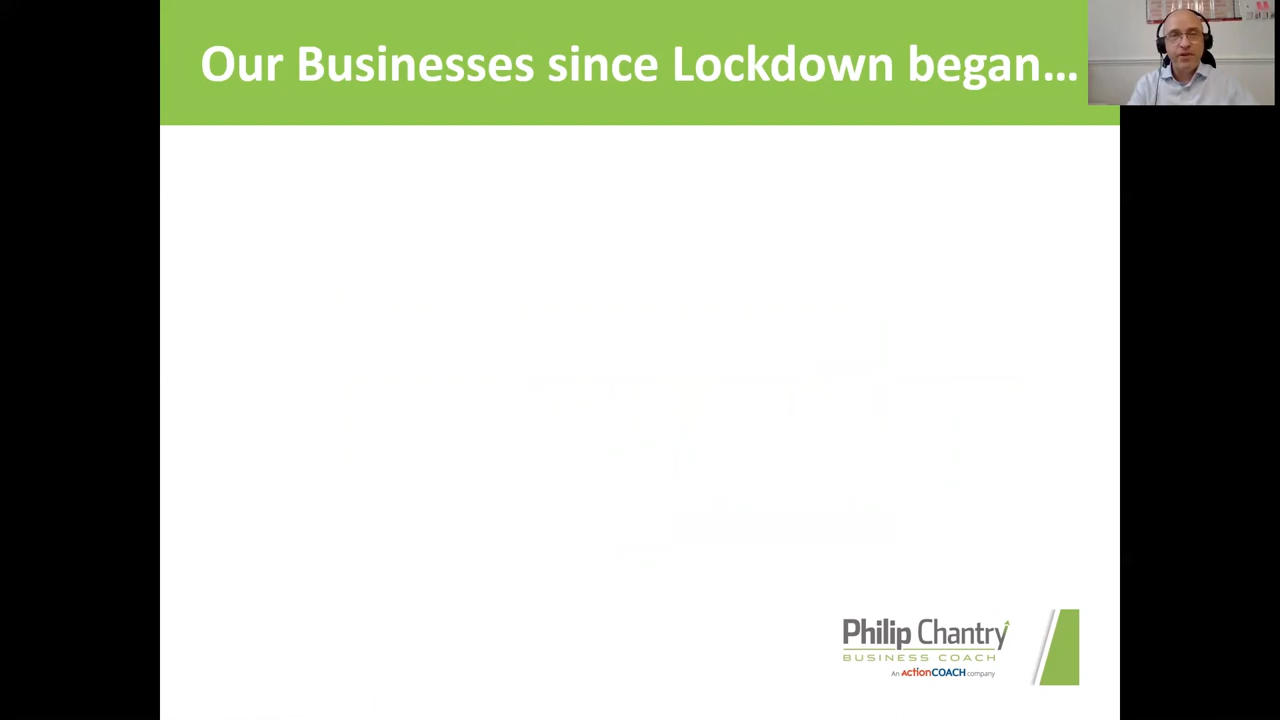 Our Businesses since Lockdown began…
Philip Chantry
BUSINESS COACH
An ActionCOACH company